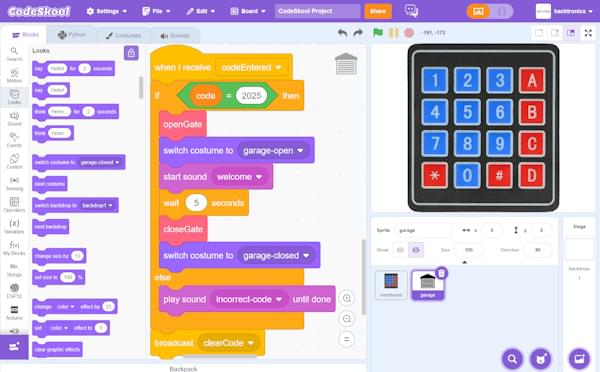 CodeSkool
Settings
File
Edit
Board
CodeSkool Project
Share
hacktronics
Blocks
Python
Costumes
Sounds
-191, -172
Search
Motion
Looks
Sound
Events
Control
Sensing
Operators
Variables
My Blocks
Strings
ESP32
Arduino
Looks
say Hello! for 2 seconds
say Hello!
think Hmm... for 2 seconds
think Hmm...
switch costume to garage-closed
next costume
switch backdrop to backdrop1
next backdrop
change size by 10
set size to 100 %
change color effect by 25
set color effect to 0
clear graphic effects
when I receive codeEntered
if code = 2025 then
openGate
switch costume to garage-open
start sound welcome
wait 5 seconds
closeGate
switch costume to garage-closed
else
play sound Incorrect-code until done
broadcast clearCode
Backpack
1 2 3 A
4 5 6 B
7 8 9 C
* 0 # D
Sprite garage x 0 y 5
Show Size 100 Direction 90
membrane
garage
Stage
Backdrops
1